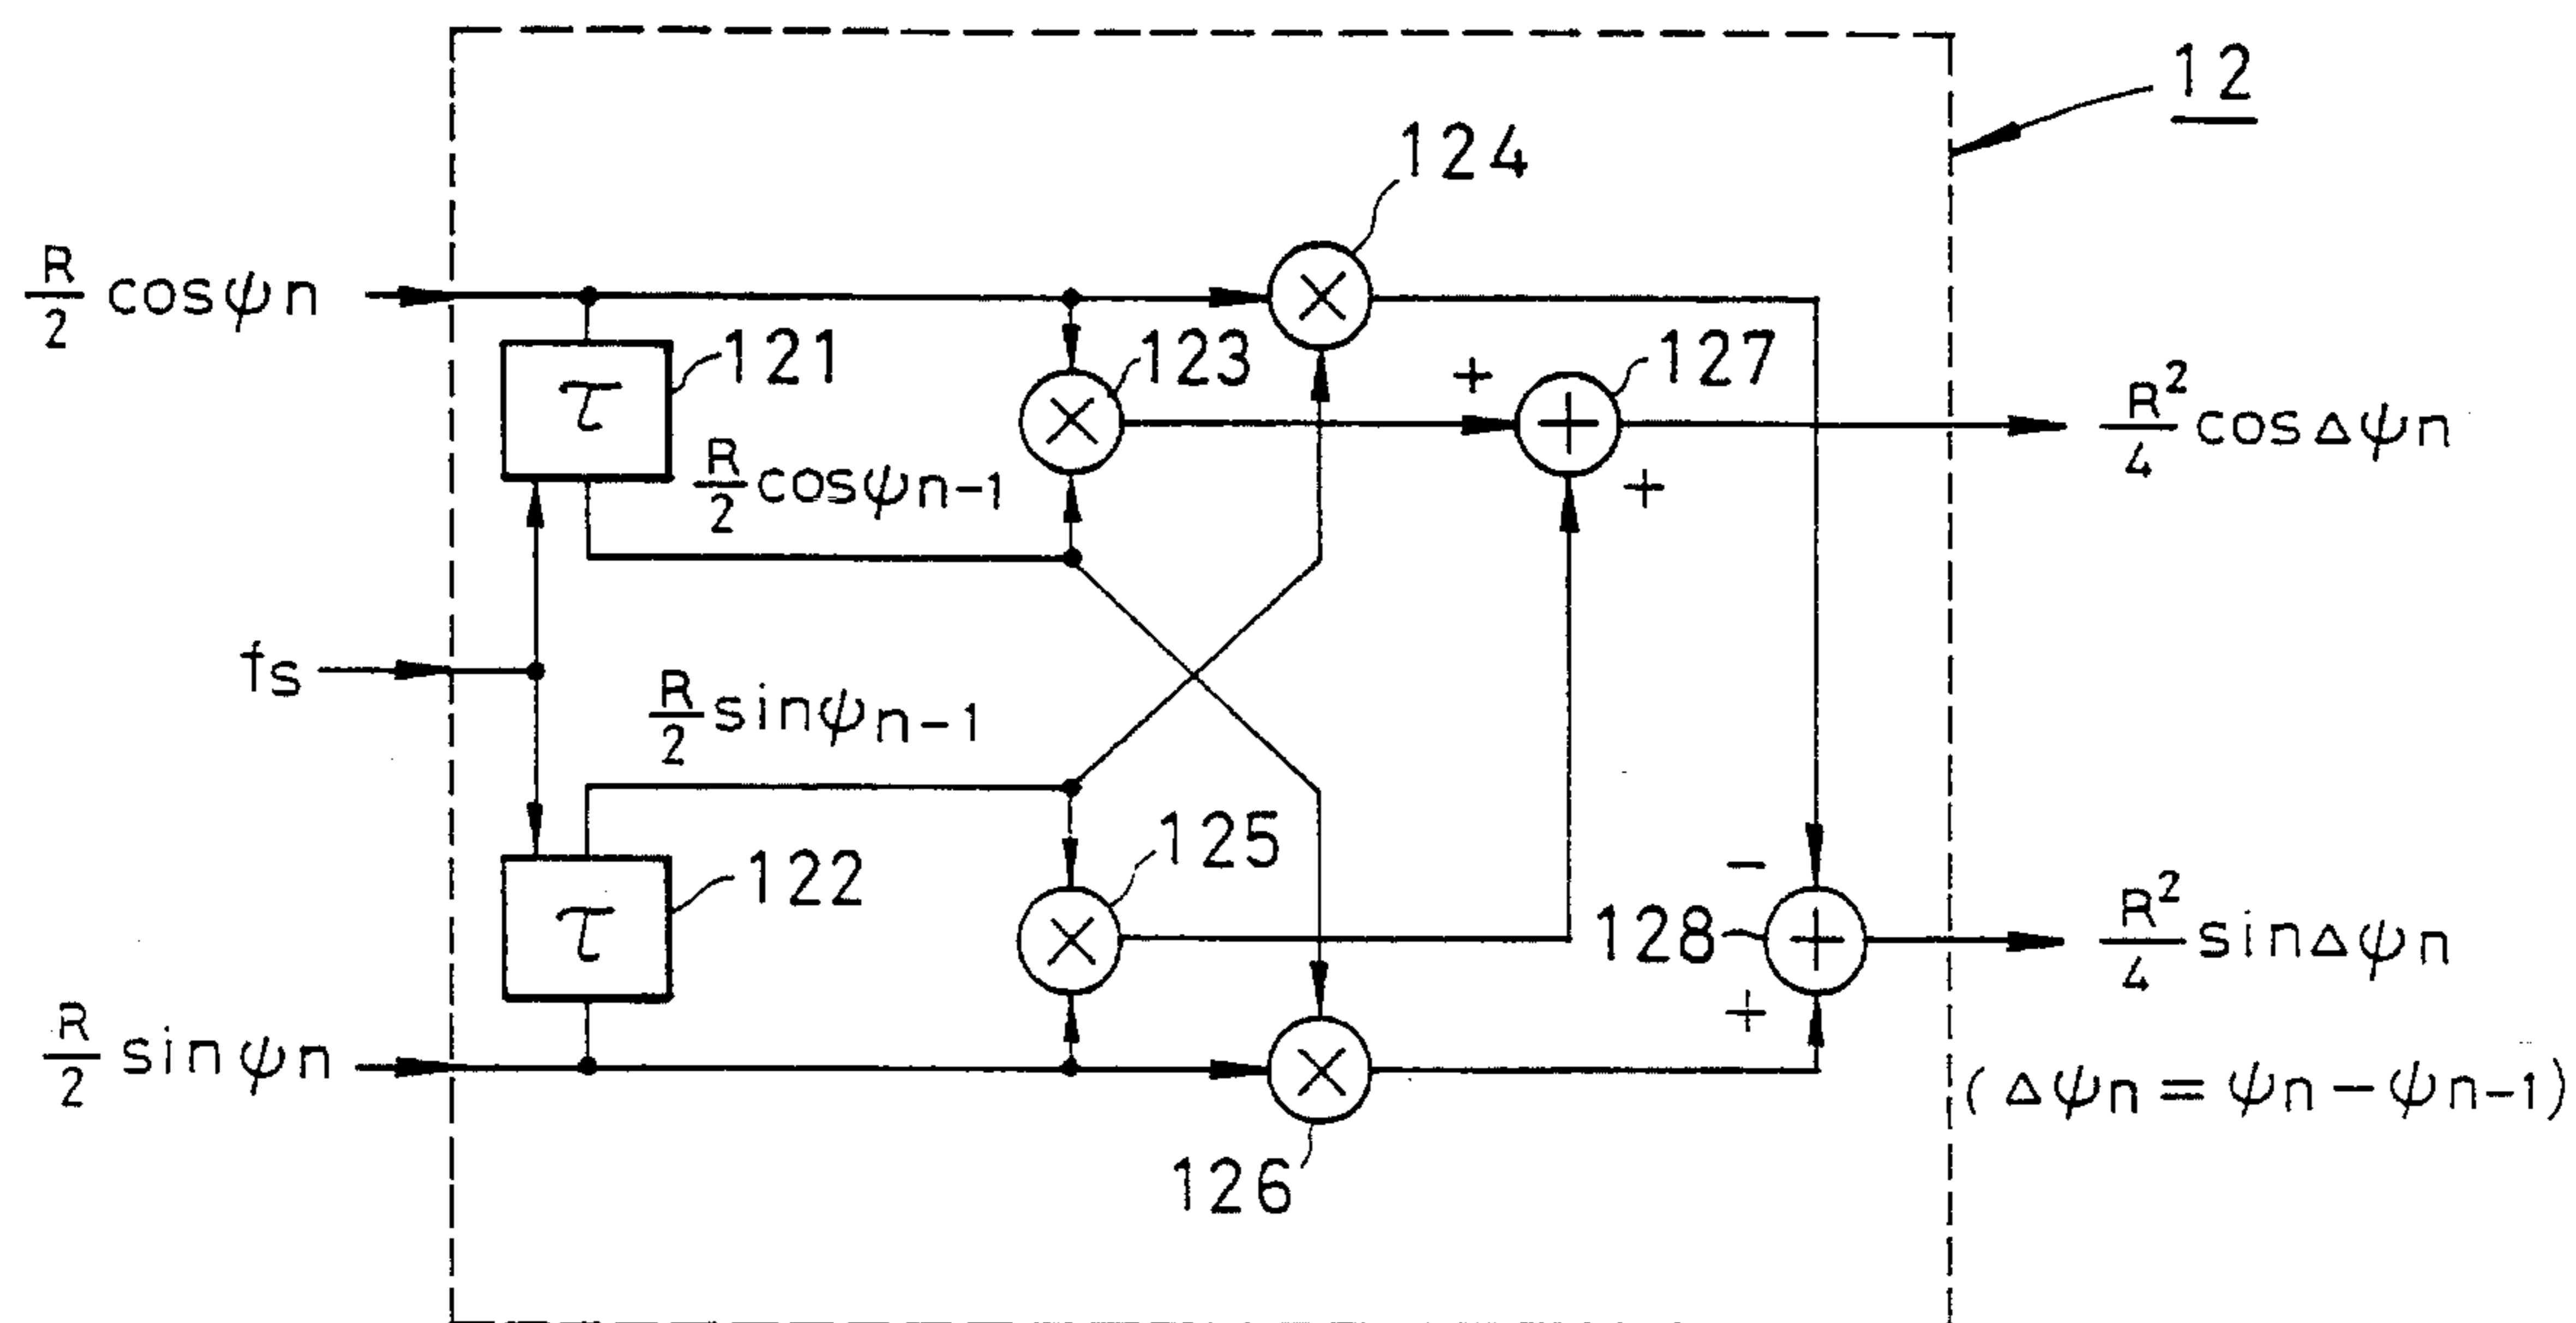 12
124
R/2 cosψn
121
123
127
+
τ
R²/4 cosΔψn
R/2 cosψn-1
+
fs
R/2 sinψn-1
125
122
−
R²/4 sinΔψn
128
τ
+
R/2 sinψn
(Δψn = ψn − ψn-1)
126